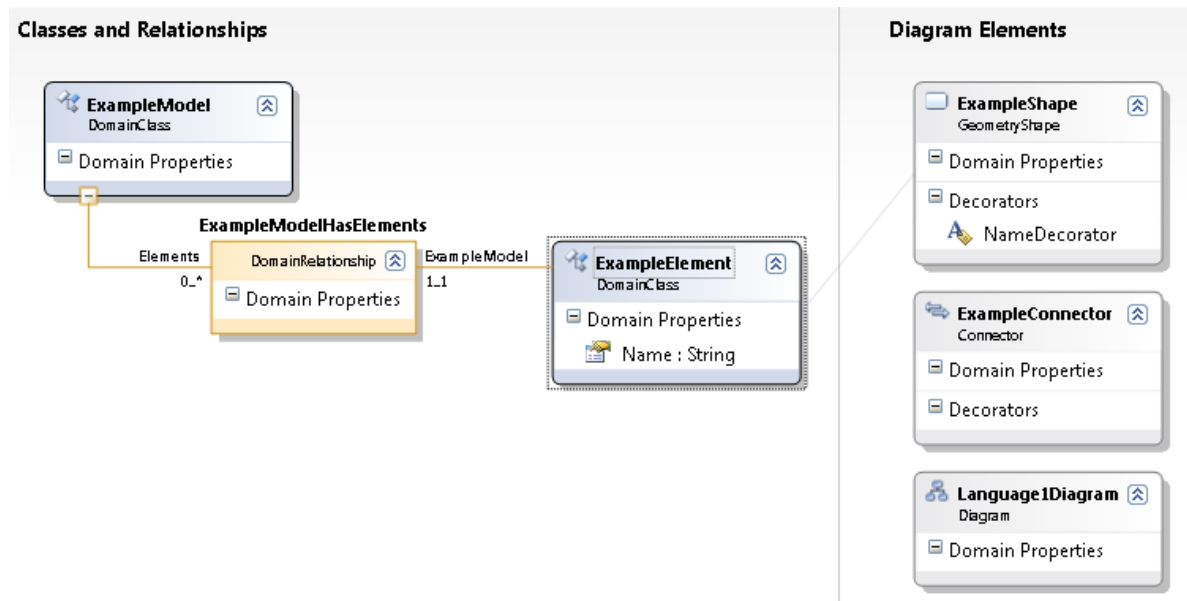 Classes and Relationships
Diagram Elements
ExampleModel
DomainClass
Domain Properties
ExampleModelHasElements
Elements
0..*
DomainRelationship
Domain Properties
ExampleModel
1..1
ExampleElement
DomainClass
Domain Properties
Name : String
ExampleShape
GeometryShape
Domain Properties
Decorators
NameDecorator
ExampleConnector
Connector
Domain Properties
Decorators
Language1Diagram
Diagram
Domain Properties